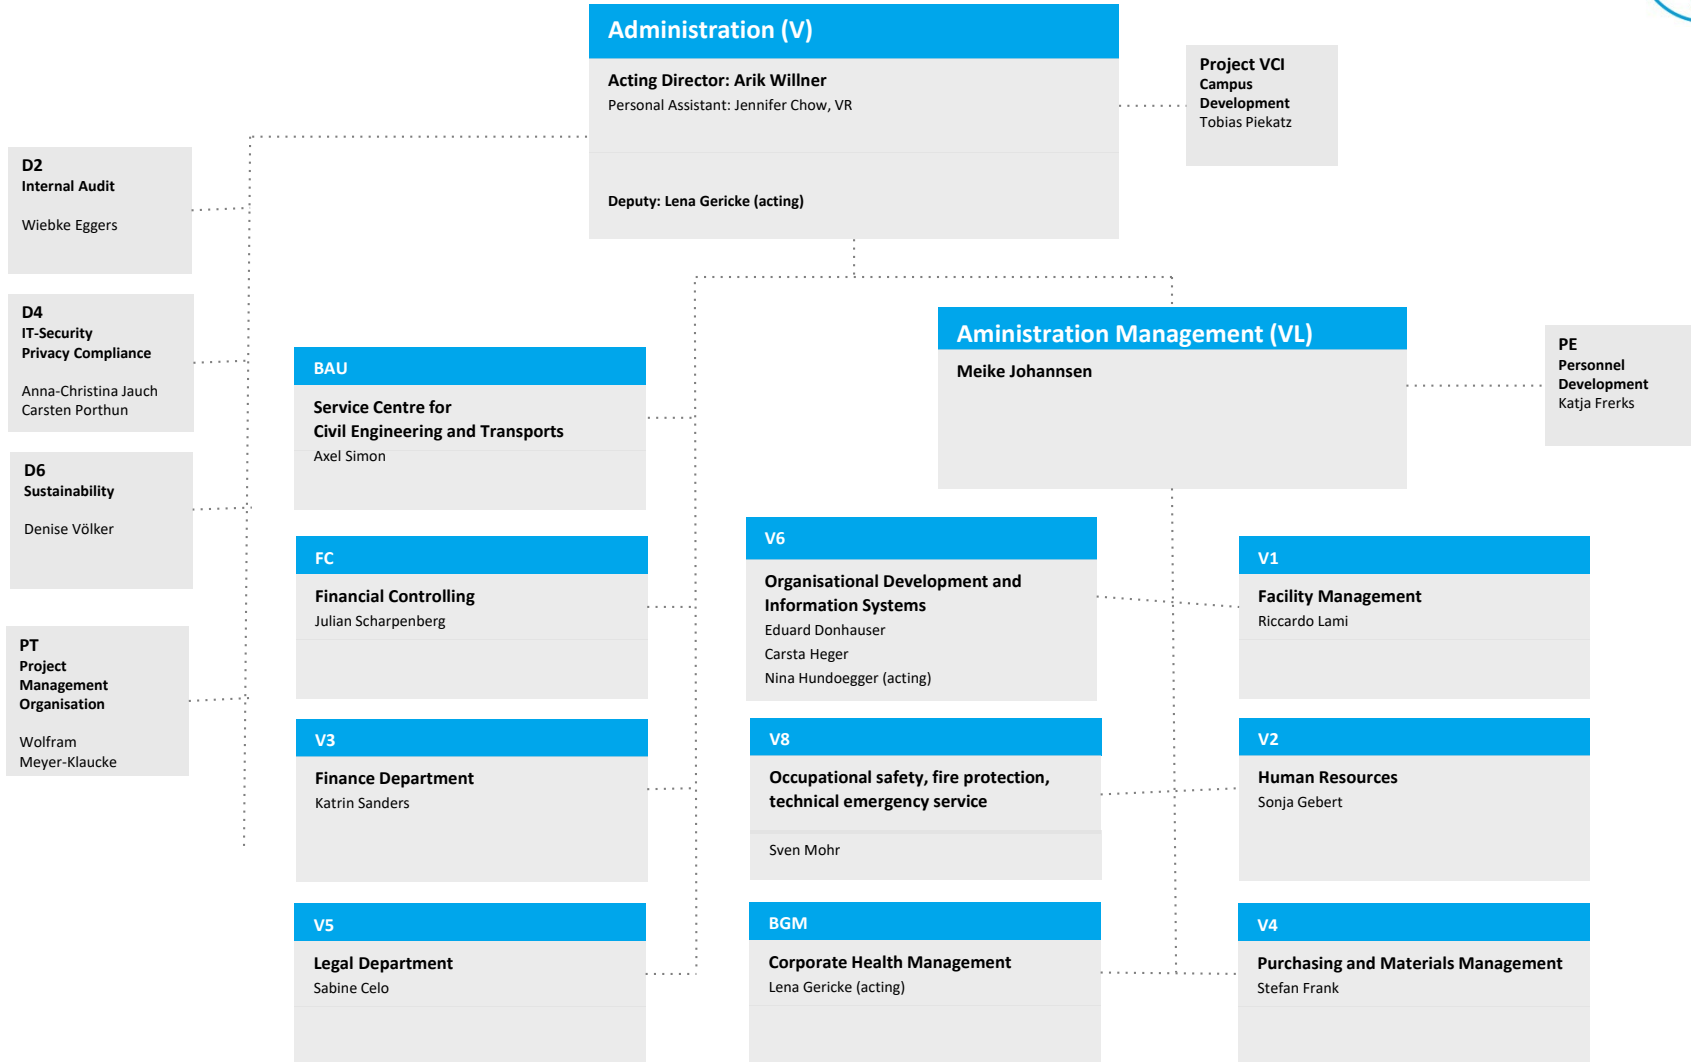 Administration (V)
Acting Director: Arik Willner
Personal Assistant: Jennifer Chow, VR
Deputy: Lena Gericke (acting)
Project VCI
Campus
Development
Tobias Piekatz
D2
Internal Audit
Wiebke Eggers
D4
IT-Security
Privacy Compliance
Anna-Christina Jauch
Carsten Porthun
D6
Sustainability
Denise Völker
PT
Project
Management
Organisation
Wolfram
Meyer-Klaucke
BAU
Service Centre for
Civil Engineering and Transports
Axel Simon
FC
Financial Controlling
Julian Scharpenberg
V3
Finance Department
Katrin Sanders
V5
Legal Department
Sabine Celo
Aministration Management (VL)
Meike Johannsen
PE
Personnel
Development
Katja Frerks
V6
Organisational Development and
Information Systems
Eduard Donhauser
Carsta Heger
Nina Hundoegger (acting)
V8
Occupational safety, fire protection,
technical emergency service
Sven Mohr
BGM
Corporate Health Management
Lena Gericke (acting)
V1
Facility Management
Riccardo Lami
V2
Human Resources
Sonja Gebert
V4
Purchasing and Materials Management
Stefan Frank